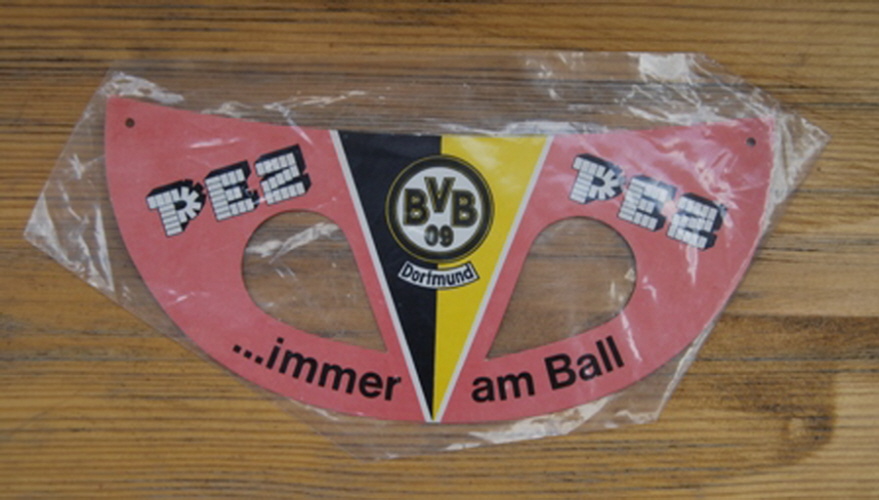 PEZ
PEZ
BVB
09
Dortmund
...immer am Ball